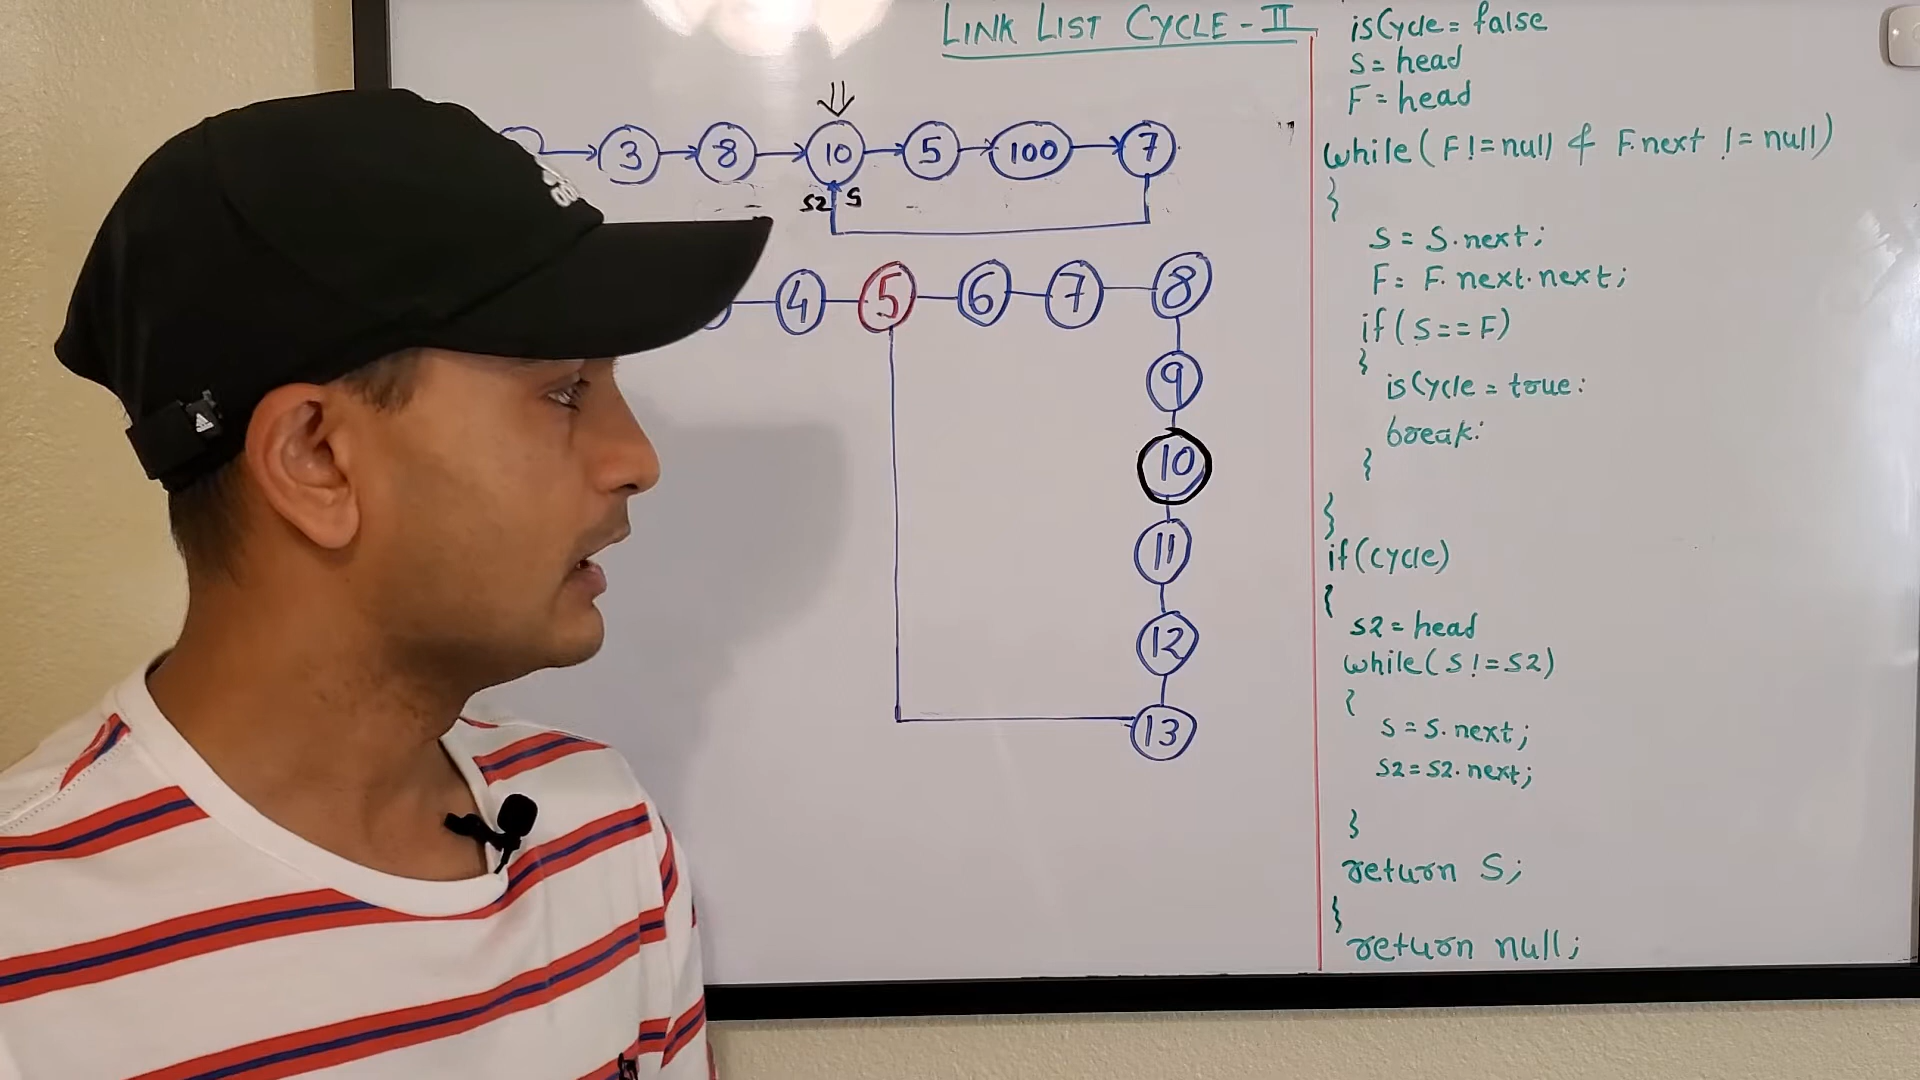 LINK LIST CYCLE - II
3 8 10 5 100 7
S2 S
4 5 6 7 8
9
10
11
12
13
isCycle = false
S = head
F = head
while ( F != null & F.next != null)
}
S = S.next;
F = F.next.next;
if ( S == F)
}
isCycle = true:
break:
}
}
if (cycle)
{
S2 = head
while ( S != S2)
{
S = S.next;
S2 = S2.next;
}
return S;
}
return null;